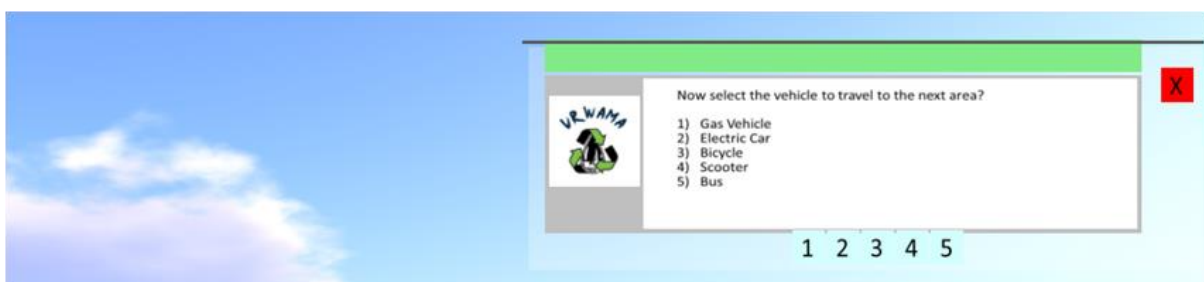 X
VRWAMA
Now select the vehicle to travel to the next area?
1) Gas Vehicle
2) Electric Car
3) Bicycle
4) Scooter
5) Bus
1 2 3 4 5